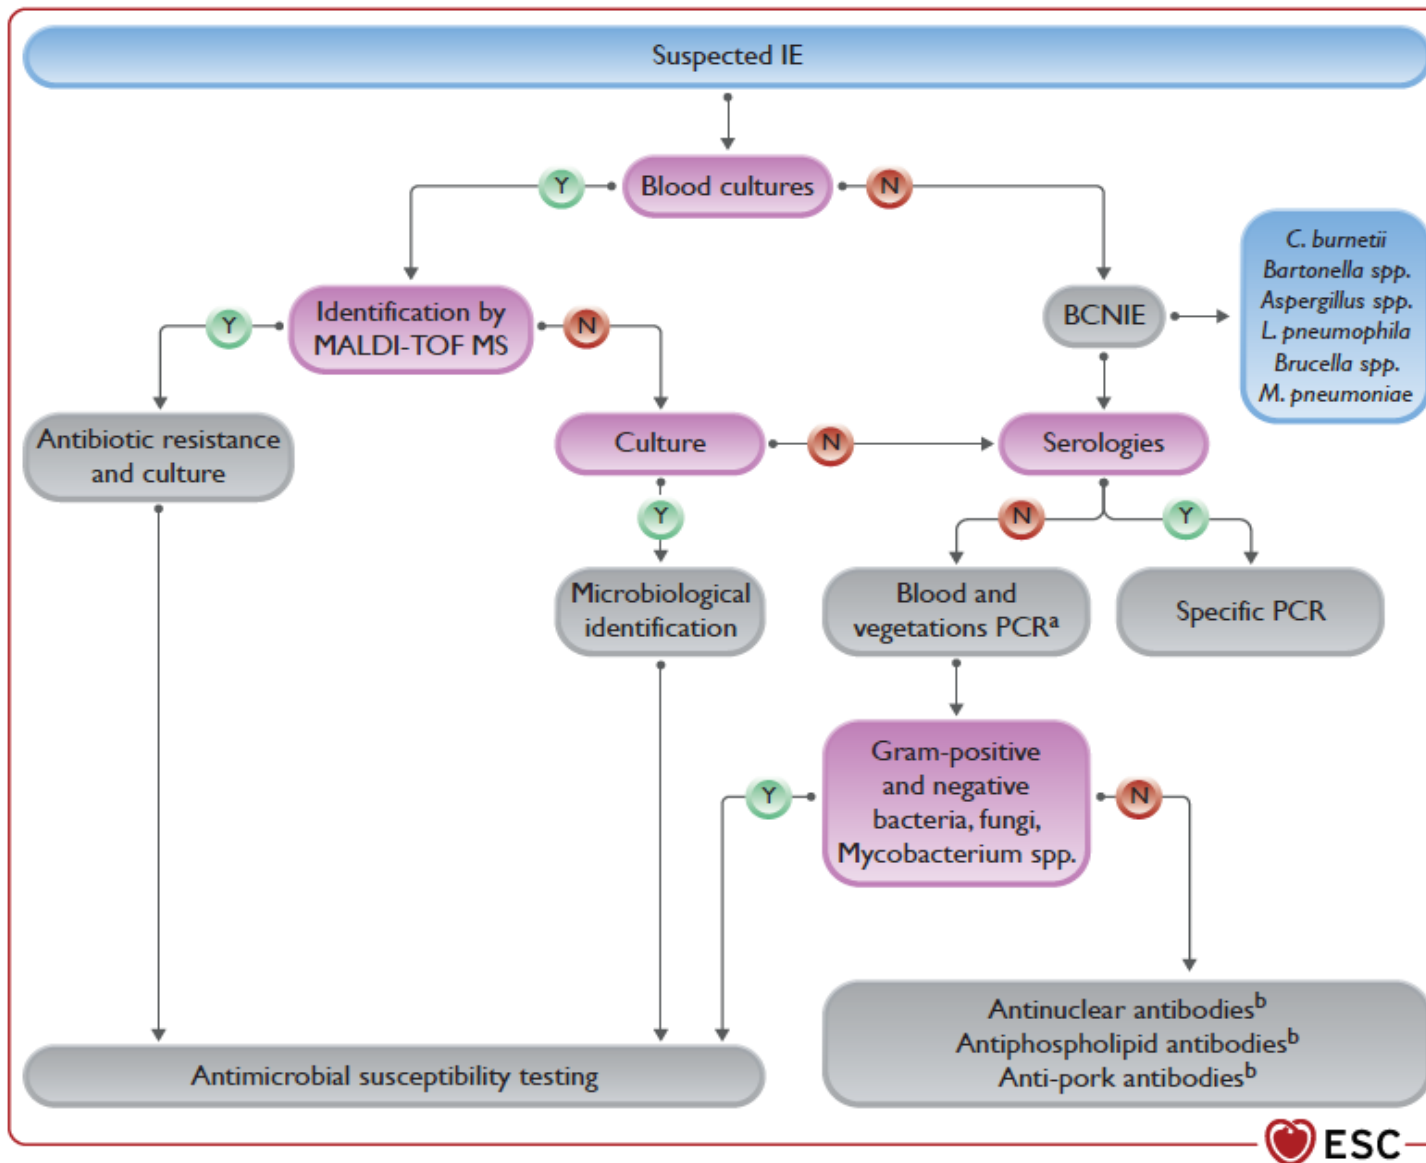 Suspected IE
Y
Blood cultures
N
C. burnetii
Bartonella spp.
Aspergillus spp.
L. pneumophila
Brucella spp.
M. pneumoniae
Y
Identification by
MALDI-TOF MS
N
BCNIE
Antibiotic resistance
and culture
Culture
N
Serologies
Y
N
Y
Microbiological
identification
Blood and
vegetations PCRᵃ
Specific PCR
Y
Gram-positive
and negative
bacteria, fungi,
Mycobacterium spp.
N
Antimicrobial susceptibility testing
Antinuclear antibodiesᵇ
Antiphospholipid antibodiesᵇ
Anti-pork antibodiesᵇ
ESC